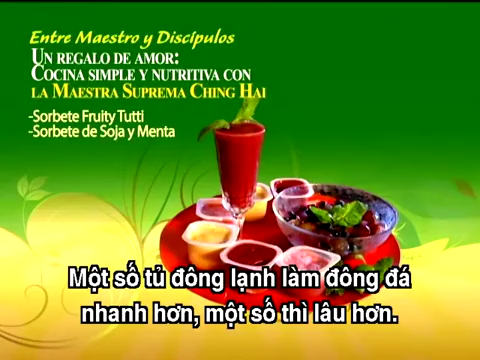 Entre Maestro y Discípulos
UN REGALO DE AMOR:
COCINA SIMPLE Y NUTRITIVA CON
LA MAESTRA SUPREMA CHING HAI
-Sorbete Fruity Tutti
-Sorbete de Soja y Menta
Một số tủ đông lạnh làm đông đá
nhanh hơn, một số thì lâu hơn.